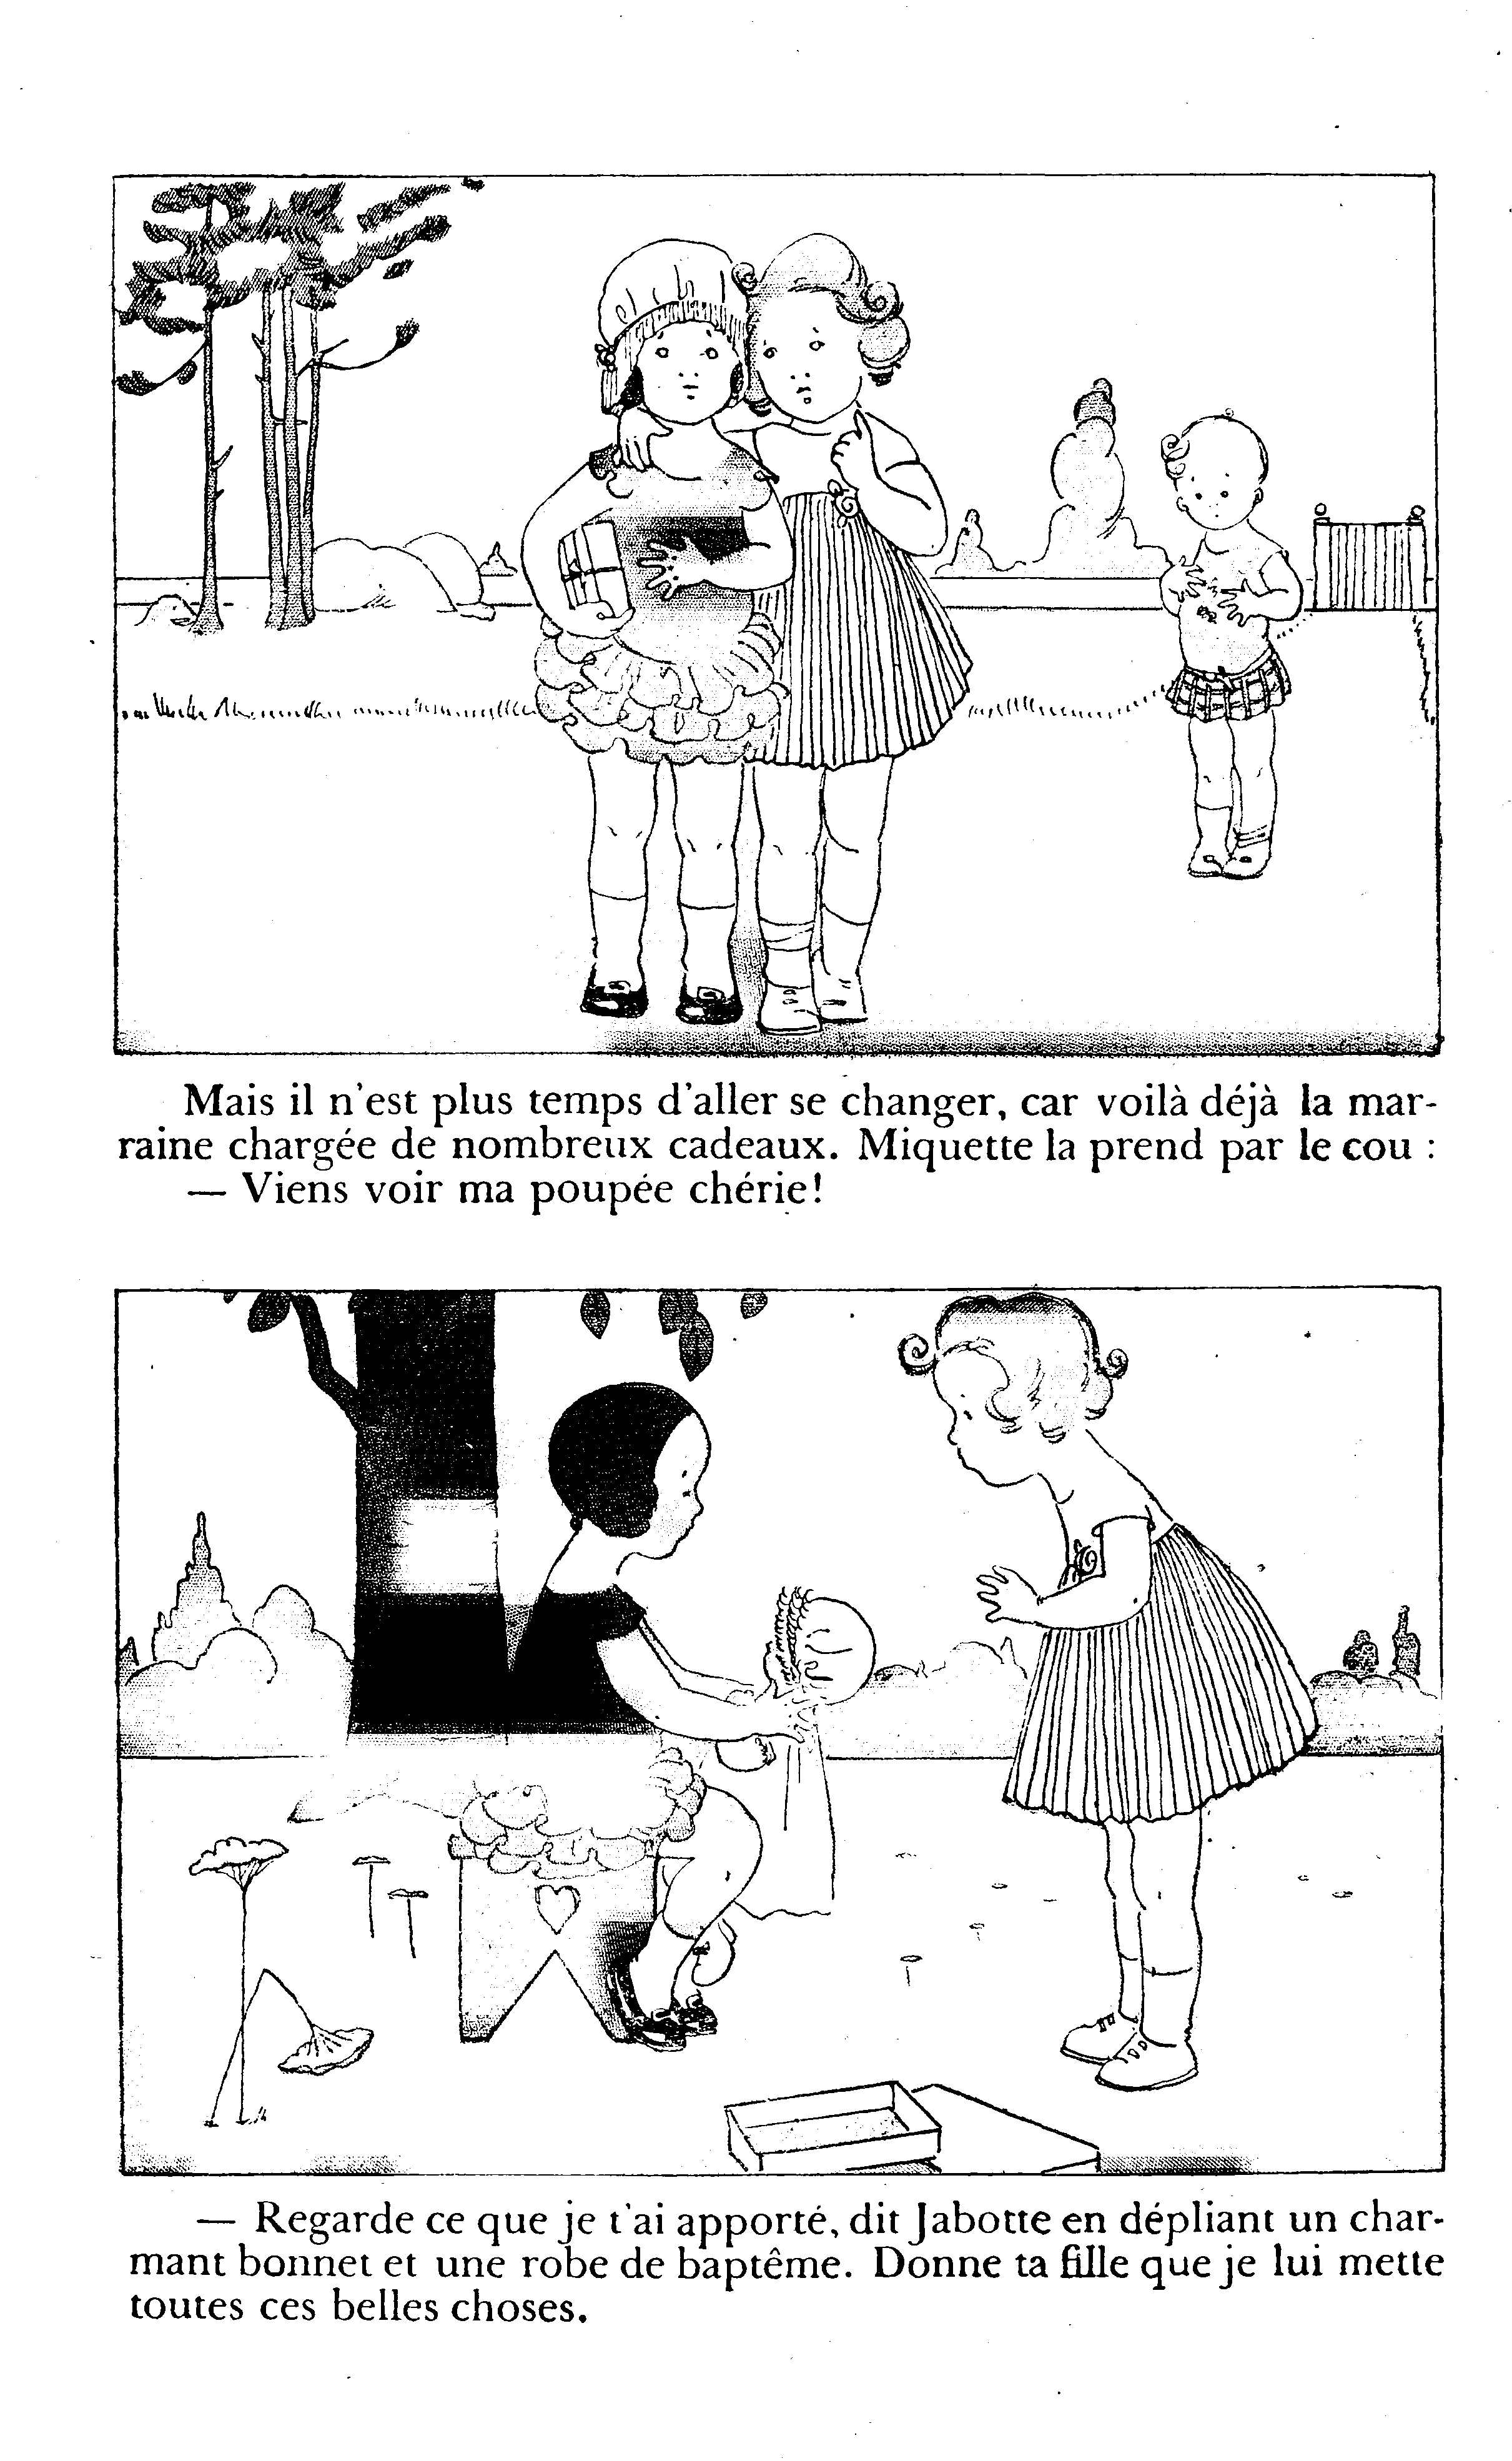 Mais il n'est plus temps d'aller se changer, car voilà déjà la mar-
raine chargée de nombreux cadeaux. Miquette la prend par le cou :
— Viens voir ma poupée chérie!
— Regarde ce que je t'ai apporté, dit Jabotte en dépliant un char-
mant bonnet et une robe de baptême. Donne ta fille que je lui mette
toutes ces belles choses.